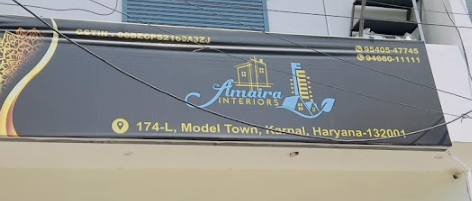 95405-47745
94660-11111
Amaira
INTERIORS
174-L, Model Town, Karnal, Haryana-132001